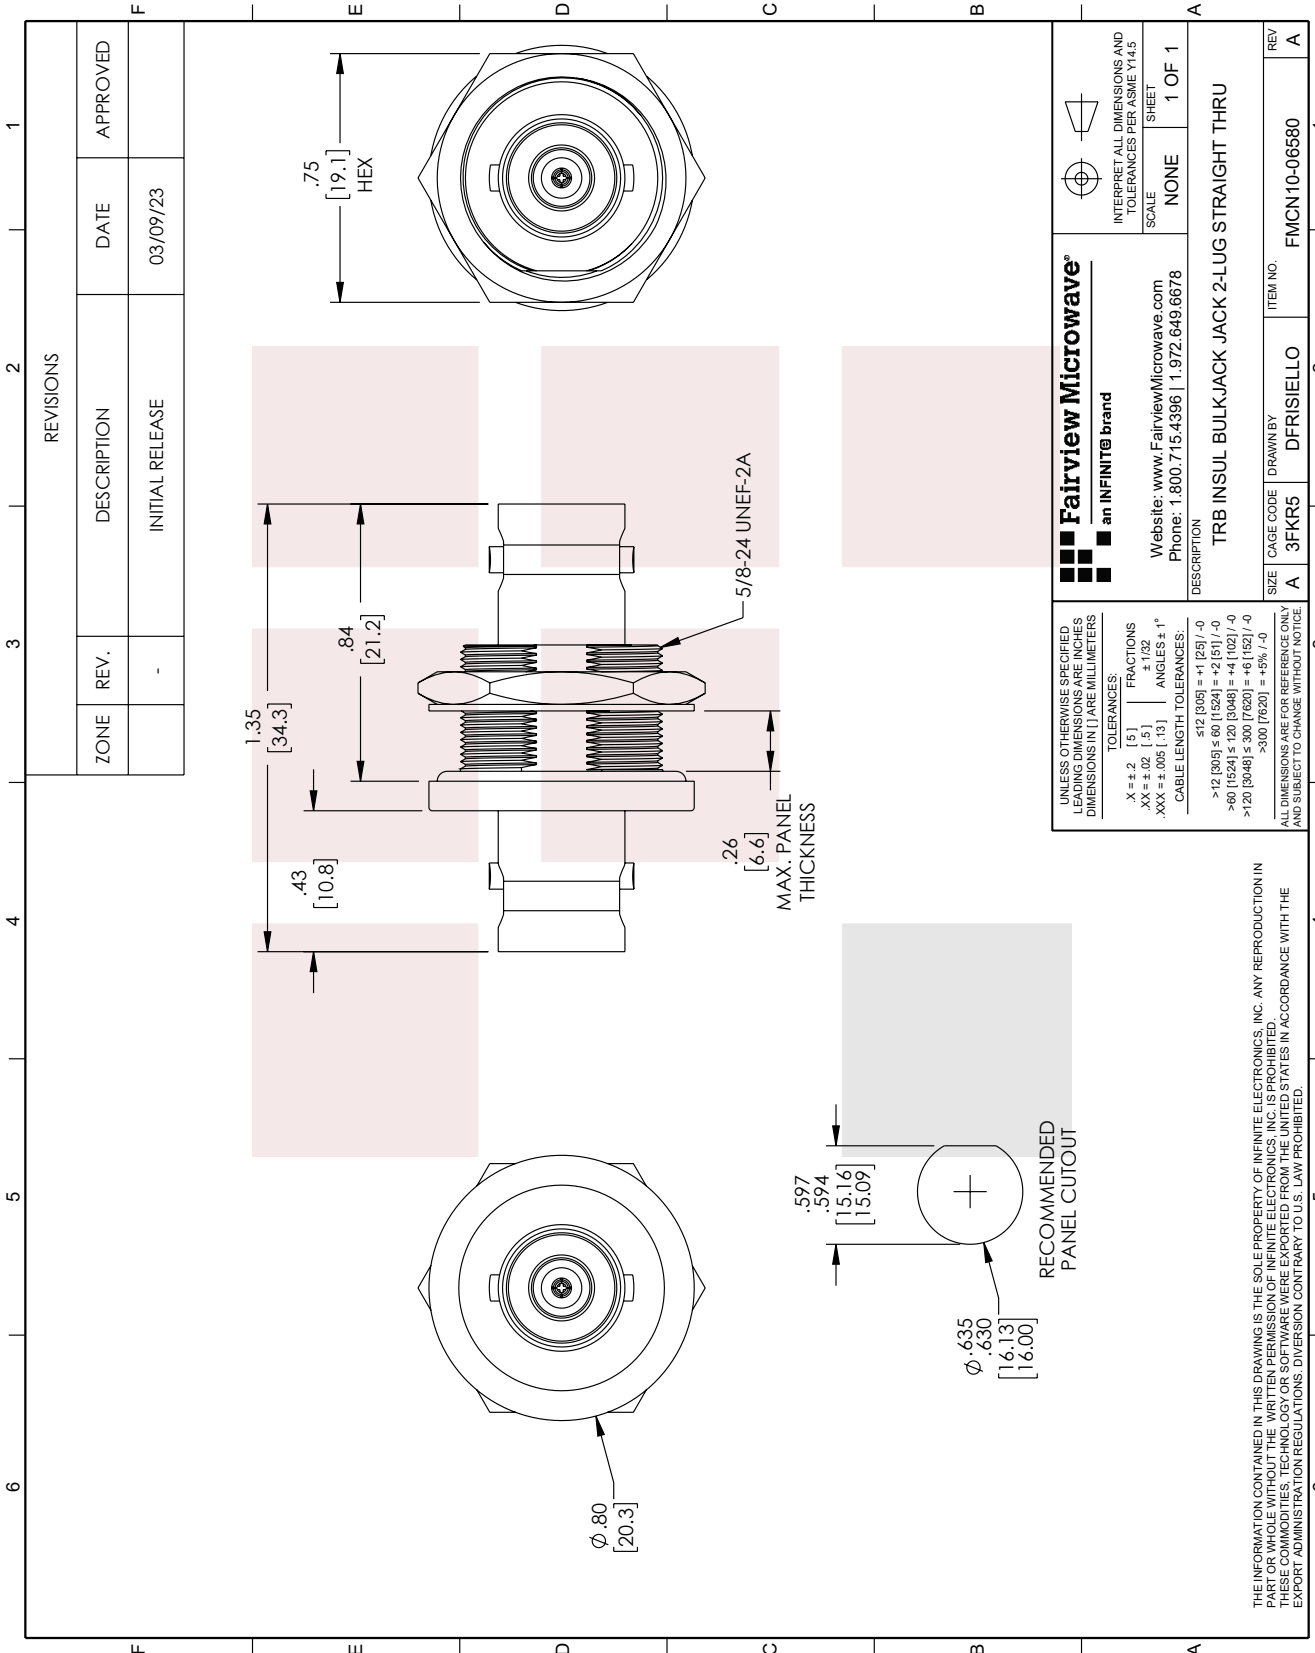 6
5
4
3
2
1
F
E
D
C
B
A
F
E
D
C
B
A
REVISIONS
ZONE REV. DESCRIPTION DATE APPROVED
- INITIAL RELEASE 03/09/23
1.35
[34.3]
.84
[21.2]
.43
[10.8]
.75
[19.1]
HEX
Ø.80
[20.3]
5/8-24 UNEF-2A
.26
[6.6]
MAX. PANEL
THICKNESS
.597
.594
[15.16]
[15.09]
Ø.635
.630
[16.13]
[16.00]
RECOMMENDED
PANEL CUTOUT
UNLESS OTHERWISE SPECIFIED
LEADING DIMENSIONS ARE INCHES
DIMENSIONS IN [ ] ARE MILLIMETERS
TOLERANCES:
.X = ± .2 [ 5 ] FRACTIONS
.XX = ± .02 [ .5 ] ± 1/32
.XXX = ± .005 [ .13 ] ANGLES ± 1°
CABLE LENGTH TOLERANCES:
≤12 [305] = +1 [25] / -0
>12 [305] ≤ 60 [1524] = +2 [51] / -0
>60 [1524] ≤ 120 [3048] = +4 [102] / -0
>120 [3048] ≤ 300 [7620] = +6 [152] / -0
>300 [7620] = +5% / -0
ALL DIMENSIONS ARE FOR REFERENCE ONLY
AND SUBJECT TO CHANGE WITHOUT NOTICE.
Fairview Microwave®
an INFINIT® brand
Website: www.FairviewMicrowave.com
Phone: 1.800.715.4396 | 1.972.649.6678
INTERPRET ALL DIMENSIONS AND
TOLERANCES PER ASME Y14.5
SCALE
NONE
SHEET
1 OF 1
DESCRIPTION
TRB INSUL BULKJACK JACK 2-LUG STRAIGHT THRU
SIZE
A
CAGE CODE
3FKR5
DRAWN BY
DFRISIELLO
ITEM NO.
FMCN10-06580
REV
A
THE INFORMATION CONTAINED IN THIS DRAWING IS THE SOLE PROPERTY OF INFINITE ELECTRONICS, INC. ANY REPRODUCTION IN
PART OR WHOLE WITHOUT THE WRITTEN PERMISSION OF INFINITE ELECTRONICS, INC. IS PROHIBITED.
THESE COMMODITIES, TECHNOLOGY OR SOFTWARE WERE EXPORTED FROM THE UNITED STATES IN ACCORDANCE WITH THE
EXPORT ADMINISTRATION REGULATIONS. DIVERSION CONTRARY TO U.S. LAW PROHIBITED.